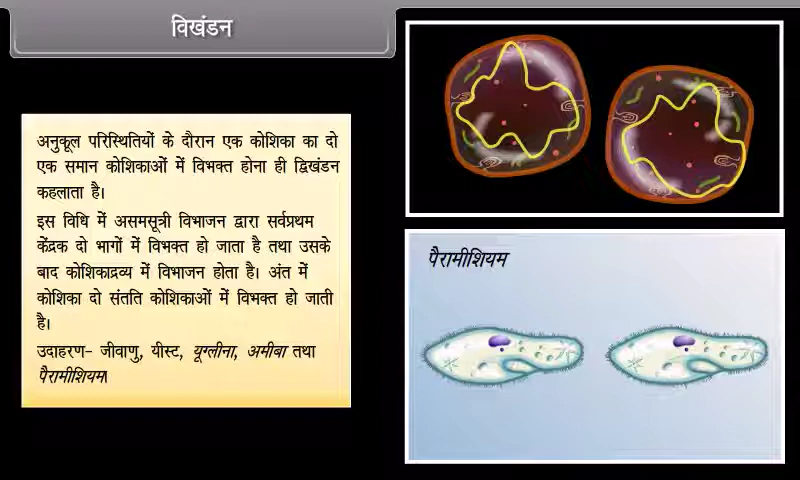 विखंडन
अनुकूल परिस्थितियों के दौरान एक कोशिका का दो
एक समान कोशिकाओं में विभक्त होना ही द्विखंडन
कहलाता है।
इस विधि में असमसूत्री विभाजन द्वारा सर्वप्रथम
केंद्रक दो भागों में विभक्त हो जाता है तथा उसके
बाद कोशिकाद्रव्य में विभाजन होता है। अंत में
कोशिका दो संतति कोशिकाओं में विभक्त हो जाती
है।
उदाहरण- जीवाणु, यीस्ट, यूग्लीना, अमीबा तथा
पैरामीशियम।
पैरामीशियम